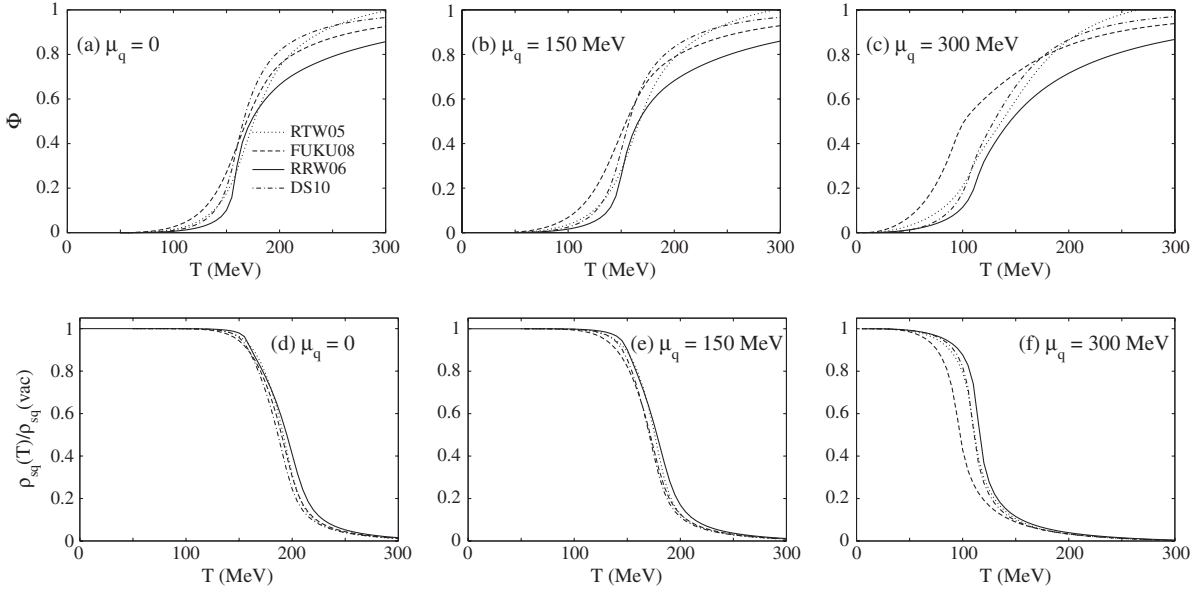 1
0.8
0.6
0.4
0.2
0
Φ
(a) μq = 0
RTW05
FUKU08
RRW06
DS10
0 100 200 300
T (MeV)
1
0.8
0.6
0.4
0.2
0
(b) μq = 150 MeV
0 100 200 300
T (MeV)
1
0.8
0.6
0.4
0.2
0
(c) μq = 300 MeV
0 100 200 300
T (MeV)
1
0.8
0.6
0.4
0.2
0
ρsq(T)/ρsq(vac)
(d) μq = 0
0 100 200 300
T (MeV)
1
0.8
0.6
0.4
0.2
0
(e) μq = 150 MeV
0 100 200 300
T (MeV)
1
0.8
0.6
0.4
0.2
0
(f) μq = 300 MeV
0 100 200 300
T (MeV)